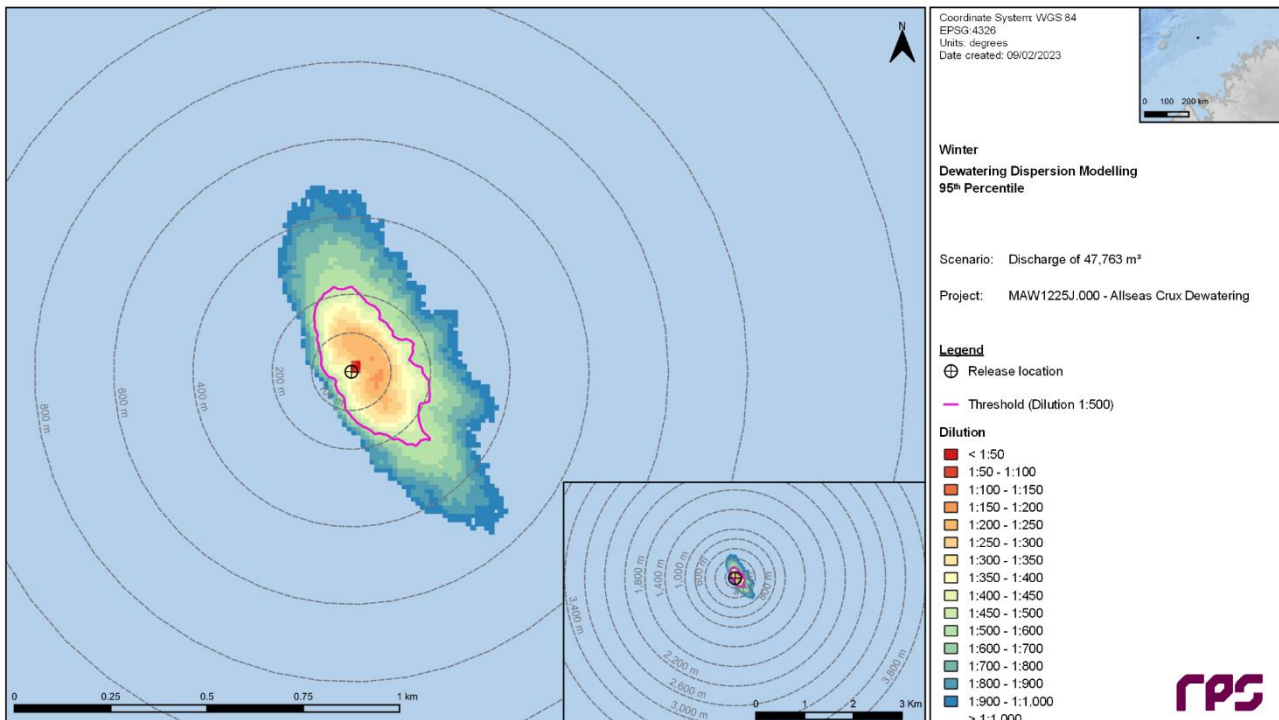 N
800 m
600 m
400 m
200 m
0
0.25
0.5
0.75
1 km
3,400 m
1,800 m
1,400 m
1,000 m
600 m
800 m
2,200 m
2,600 m
3,000 m
3,800 m
0
1
2
3 Km
Coordinate System: WGS 84
EPSG:4326
Units: degrees
Date created: 09/02/2023
0 100 200 km
Winter
Dewatering Dispersion Modelling
95th Percentile
Scenario: Discharge of 47,763 m³
Project: MAW1225J.000 - Allseas Crux Dewatering
Legend
Release location
Threshold (Dilution 1:500)
Dilution
< 1:50
1:50 - 1:100
1:100 - 1:150
1:150 - 1:200
1:200 - 1:250
1:250 - 1:300
1:300 - 1:350
1:350 - 1:400
1:400 - 1:450
1:450 - 1:500
1:500 - 1:600
1:600 - 1:700
1:700 - 1:800
1:800 - 1:900
1:900 - 1:1,000
> 1:1,000
rps